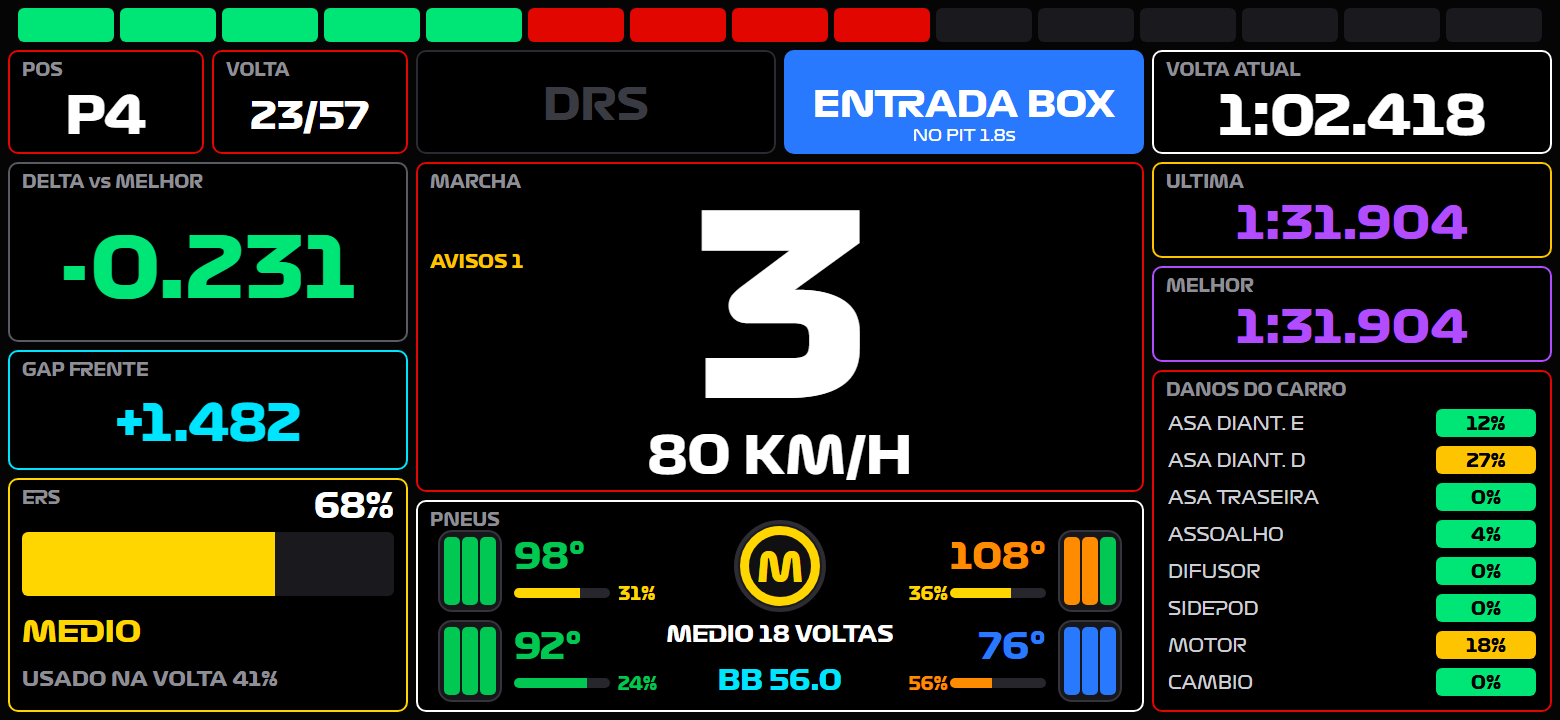 POS
P4
VOLTA
23/57
DRS
ENTRADA BOX
NO PIT 1.8s
VOLTA ATUAL
1:02.418
DELTA vs MELHOR
-0.231
GAP FRENTE
+1.482
ERS
68%
MEDIO
USADO NA VOLTA 41%
MARCHA
AVISOS 1
3
80 KM/H
PNEUS
98°
31%
92°
24%
M
MEDIO 18 VOLTAS
BB 56.0
108°
36%
76°
56%
ULTIMA
1:31.904
MELHOR
1:31.904
DANOS DO CARRO
ASA DIANT. E 12%
ASA DIANT. D 27%
ASA TRASEIRA 0%
ASSOALHO 4%
DIFUSOR 0%
SIDEPOD 0%
MOTOR 18%
CAMBIO 0%